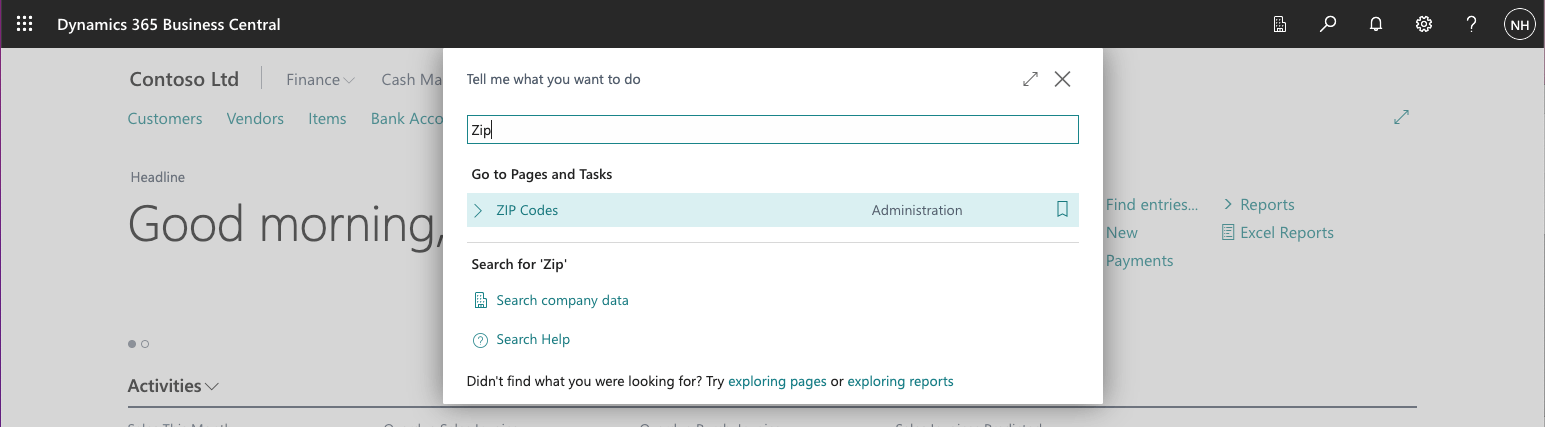 Dynamics 365 Business Central
NH
Contoso Ltd
Finance
Cash Ma
Customers
Vendors
Items
Bank Acco
Headline
Good morning,
Tell me what you want to do
Zip
Go to Pages and Tasks
ZIP Codes Administration
Search for 'Zip'
Search company data
Search Help
Didn't find what you were looking for? Try exploring pages or exploring reports
Find entries...
New
Payments
Reports
Excel Reports
Activities